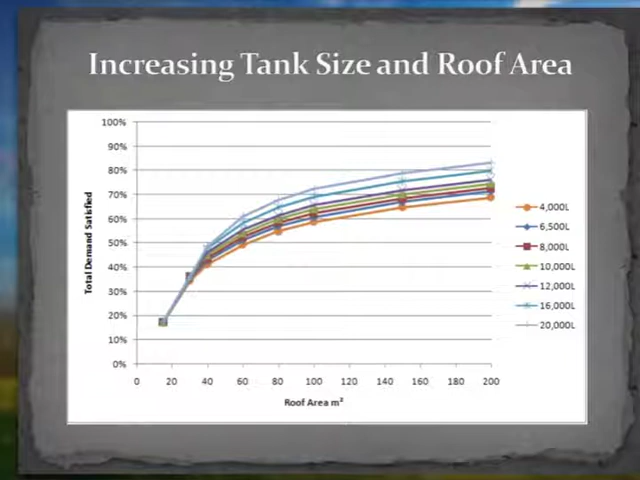 Increasing Tank Size and Roof Area
100%
90%
80%
70%
60%
50%
40%
30%
20%
10%
0%
Total Demand Satisfied
0 20 40 60 80 100 120 140 160 180 200
Roof Area m²
4,000L
6,500L
8,000L
10,000L
12,000L
16,000L
20,000L